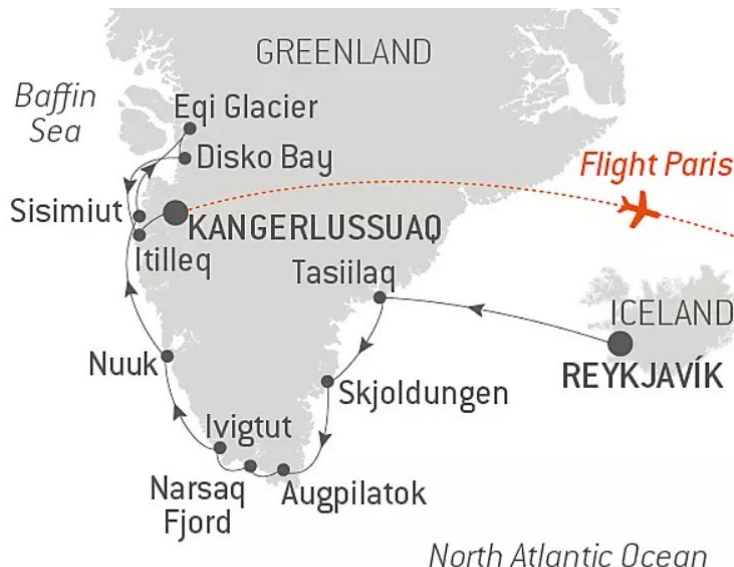 GREENLAND
Baffin
Sea
Eqi Glacier
Disko Bay
Flight Paris
Sisimiut
KANGERLUSSUAQ
Itilleq
Tasiilaq
ICELAND
REYKJAVÍK
Nuuk
Skjoldungen
Ivigtut
Narsaq
Fjord
Augpilatok
North Atlantic Ocean